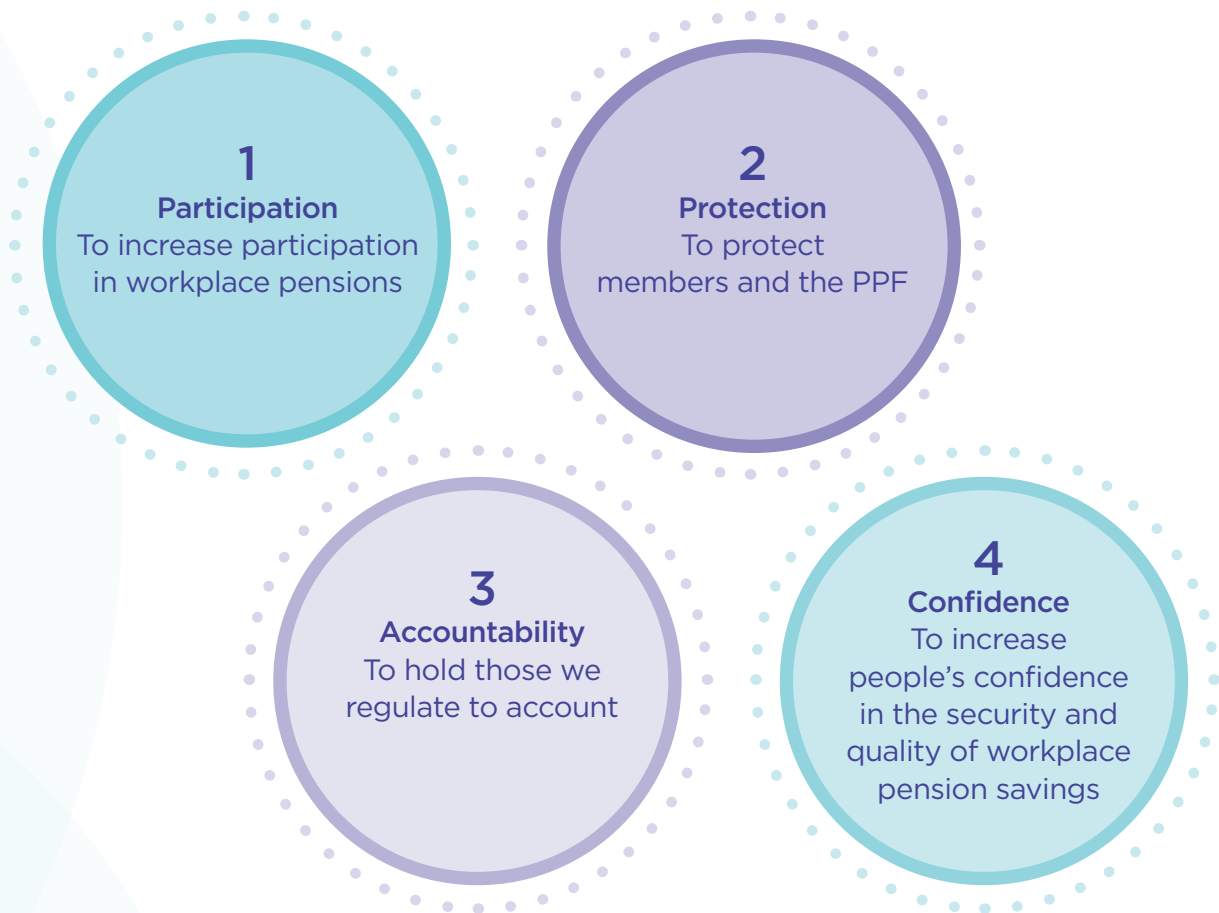 1
Participation
To increase participation
in workplace pensions
2
Protection
To protect
members and the PPF
3
Accountability
To hold those we
regulate to account
4
Confidence
To increase
people’s confidence
in the security and
quality of workplace
pension savings